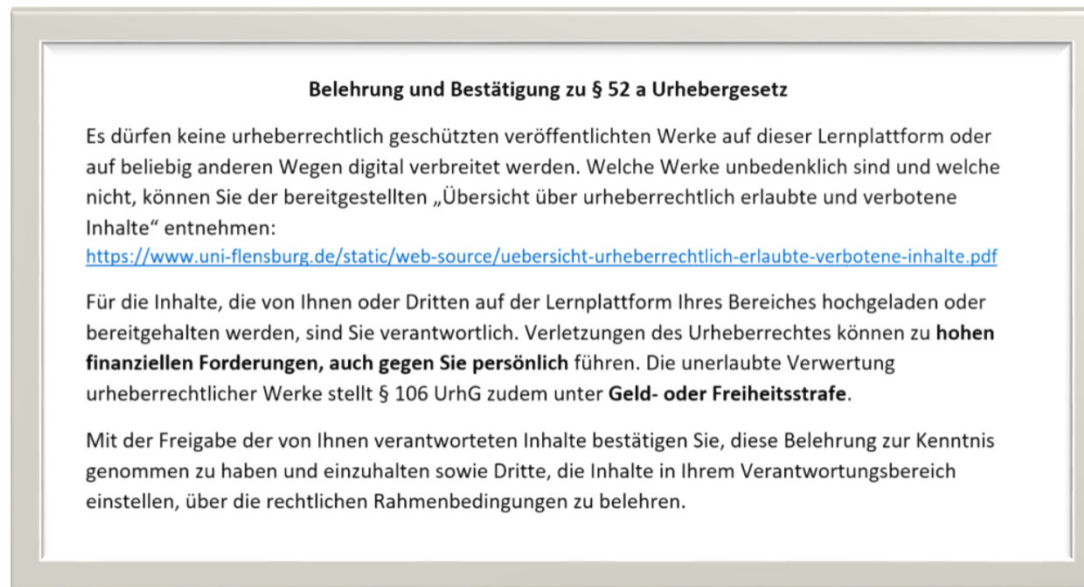 Belehrung und Bestätigung zu § 52 a Urhebergesetz
Es dürfen keine urheberrechtlich geschützten veröffentlichten Werke auf dieser Lernplattform oder
auf beliebig anderen Wegen digital verbreitet werden. Welche Werke unbedenklich sind und welche
nicht, können Sie der bereitgestellten „Übersicht über urheberrechtlich erlaubte und verbotene
Inhalte“ entnehmen:
https://www.uni-flensburg.de/static/web-source/uebersicht-urheberrechtlich-erlaubte-verbotene-inhalte.pdf
Für die Inhalte, die von Ihnen oder Dritten auf der Lernplattform Ihres Bereiches hochgeladen oder
bereitgehalten werden, sind Sie verantwortlich. Verletzungen des Urheberrechtes können zu hohen
finanziellen Forderungen, auch gegen Sie persönlich führen. Die unerlaubte Verwertung
urheberrechtlicher Werke stellt § 106 UrhG zudem unter Geld- oder Freiheitsstrafe.
Mit der Freigabe der von Ihnen verantworteten Inhalte bestätigen Sie, diese Belehrung zur Kenntnis
genommen zu haben und einzuhalten sowie Dritte, die Inhalte in Ihrem Verantwortungsbereich
einstellen, über die rechtlichen Rahmenbedingungen zu belehren.